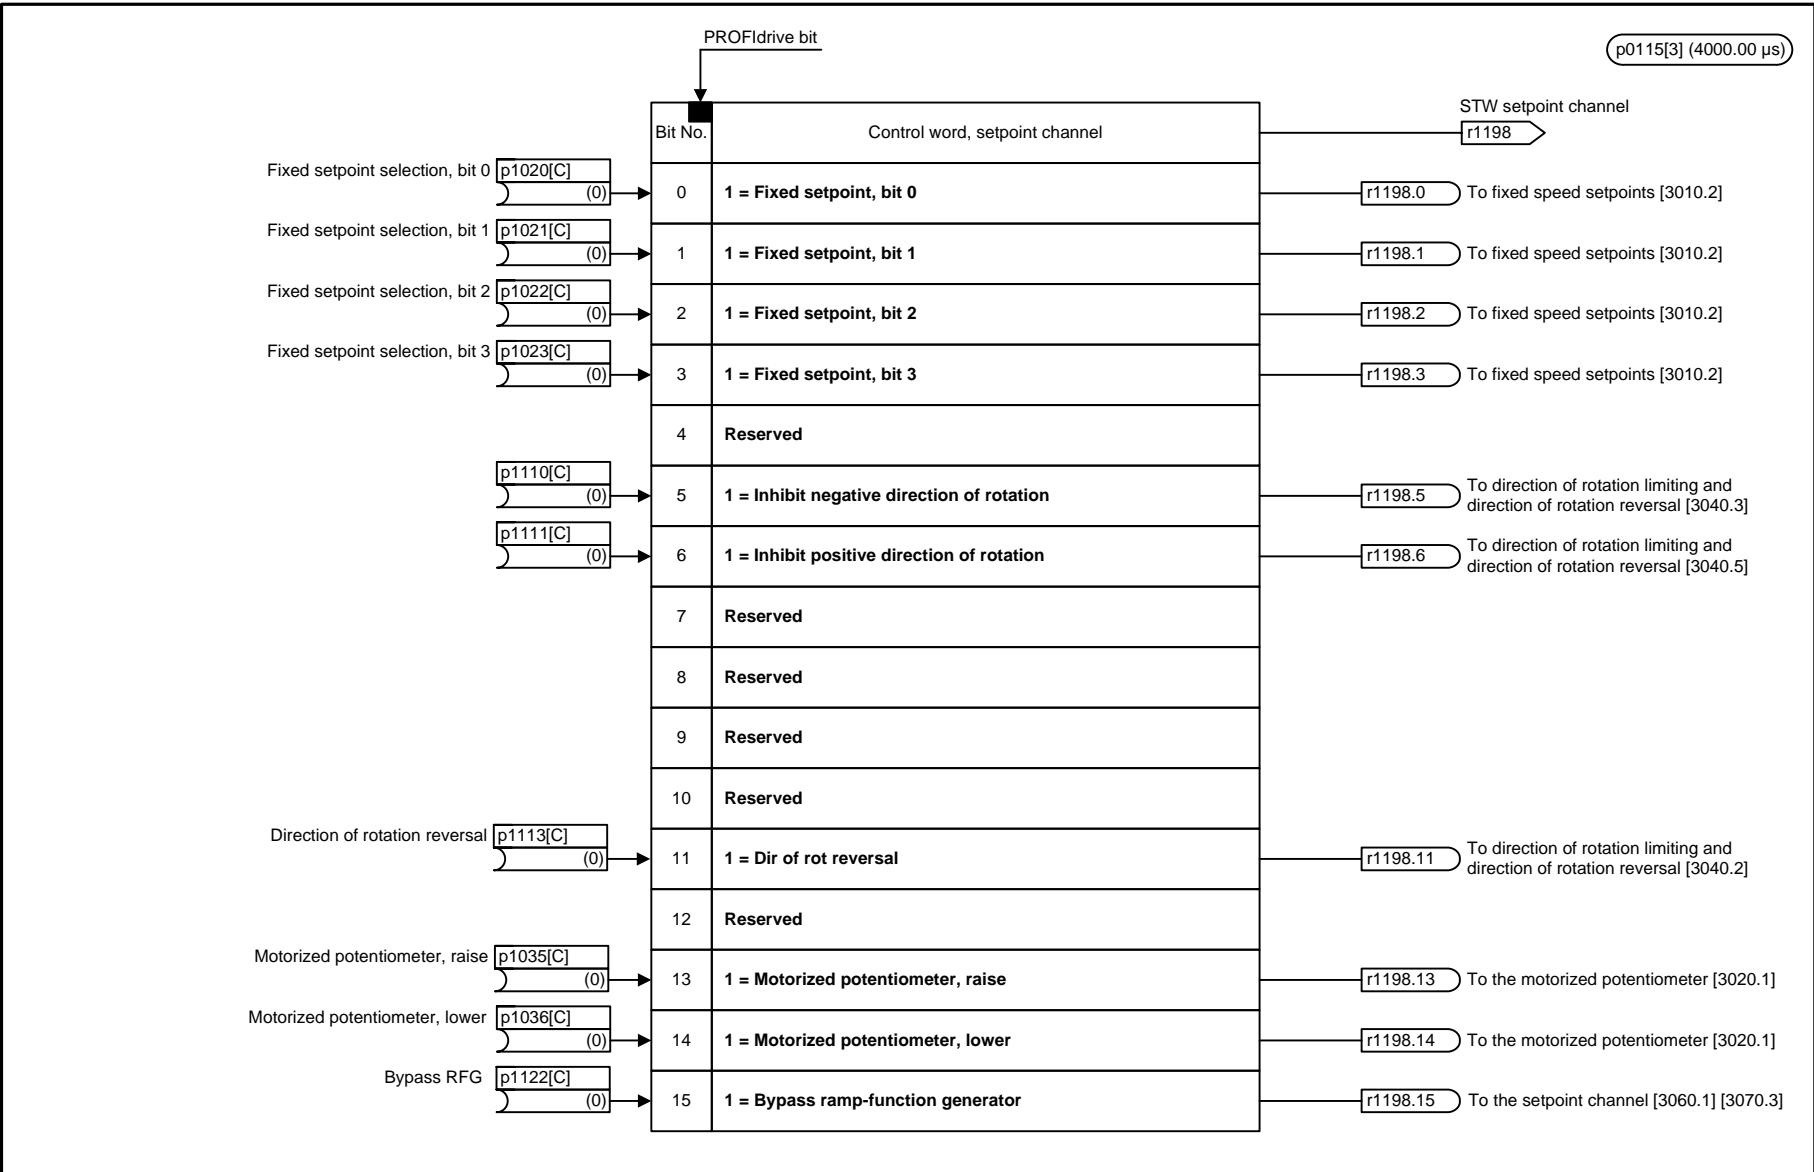 PROFIdrive bit
p0115[3] (4000.00 µs)
STW setpoint channel
Bit No. Control word, setpoint channel r1198
Fixed setpoint selection, bit 0 p1020[C]
(0) 0 1 = Fixed setpoint, bit 0 r1198.0 To fixed speed setpoints [3010.2]
Fixed setpoint selection, bit 1 p1021[C]
(0) 1 1 = Fixed setpoint, bit 1 r1198.1 To fixed speed setpoints [3010.2]
Fixed setpoint selection, bit 2 p1022[C]
(0) 2 1 = Fixed setpoint, bit 2 r1198.2 To fixed speed setpoints [3010.2]
Fixed setpoint selection, bit 3 p1023[C]
(0) 3 1 = Fixed setpoint, bit 3 r1198.3 To fixed speed setpoints [3010.2]
4 Reserved
p1110[C]
(0) 5 1 = Inhibit negative direction of rotation r1198.5 To direction of rotation limiting and
direction of rotation reversal [3040.3]
p1111[C]
(0) 6 1 = Inhibit positive direction of rotation r1198.6 To direction of rotation limiting and
direction of rotation reversal [3040.5]
7 Reserved
8 Reserved
9 Reserved
10 Reserved
Direction of rotation reversal p1113[C]
(0) 11 1 = Dir of rot reversal r1198.11 To direction of rotation limiting and
direction of rotation reversal [3040.2]
12 Reserved
Motorized potentiometer, raise p1035[C]
(0) 13 1 = Motorized potentiometer, raise r1198.13 To the motorized potentiometer [3020.1]
Motorized potentiometer, lower p1036[C]
(0) 14 1 = Motorized potentiometer, lower r1198.14 To the motorized potentiometer [3020.1]
Bypass RFG p1122[C]
(0) 15 1 = Bypass ramp-function generator r1198.15 To the setpoint channel [3060.1] [3070.3]